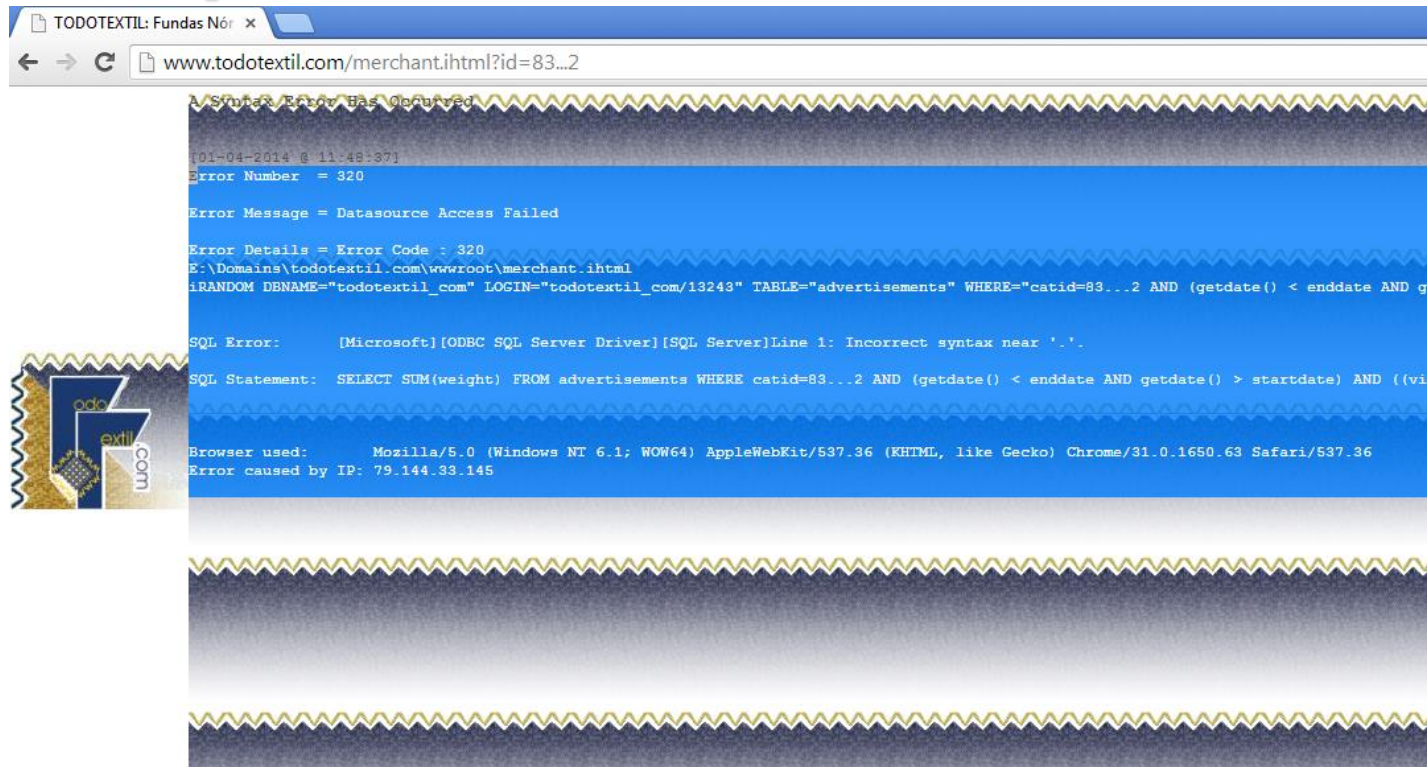 TODOTEXTIL: Fundas Nór
www.todotextil.com/merchant.ihtml?id=83...2
A Syntax Error Has Occurred
[01-04-2014 @ 11:48:37]
Error Number = 320
Error Message = Datasource Access Failed
Error Details = Error Code : 320
E:\Domains\todotextil.com\wwwroot\merchant.ihtml
iRANDOM DBNAME="todotextil_com" LOGIN="todotextil_com/13243" TABLE="advertisements" WHERE="catid=83...2 AND (getdate() < enddate AND g
SQL Error: [Microsoft][ODBC SQL Server Driver][SQL Server]Line 1: Incorrect syntax near '.'.
SQL Statement: SELECT SUM(weight) FROM advertisements WHERE catid=83...2 AND (getdate() < enddate AND getdate() > startdate) AND ((vi
odo
extil
.com
www
Browser used: Mozilla/5.0 (Windows NT 6.1; WOW64) AppleWebKit/537.36 (KHTML, like Gecko) Chrome/31.0.1650.63 Safari/537.36
Error caused by IP: 79.144.33.145